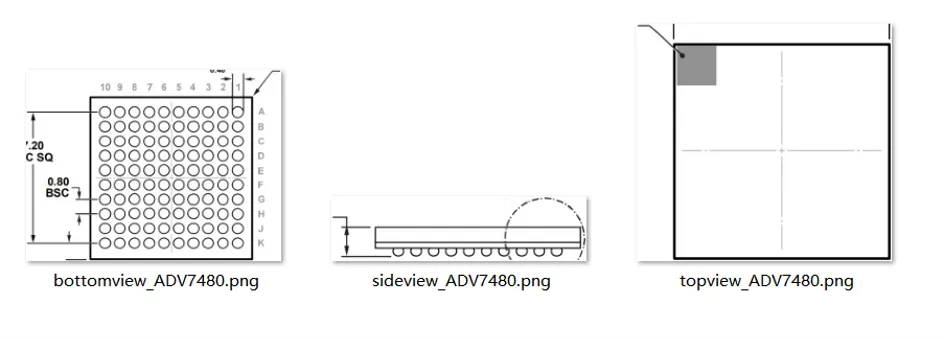 10 9 8 7 6 5 4 3 2 1
A
B
C
D
E
F
G
H
J
K
.20
C SQ
0.80
BSC
bottomview_ADV7480.png
sideview_ADV7480.png
topview_ADV7480.png